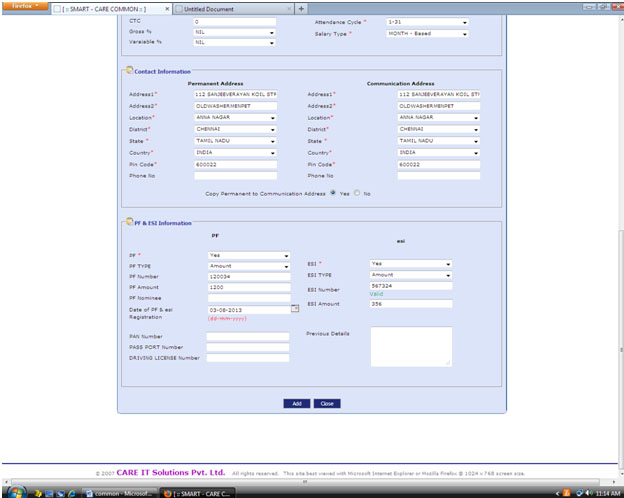 Firefox
[ :: SMART - CARE COMMON :: ] × Untitled Document × +
CTC 0 Attendance Cycle * 1-31
Gross % NIL Salary Type * MONTH - Based
Varaiable % NIL
Contact Information
Permanent Address Communication Address
Address1* 112 SANJEEVERAYAN KOIL STR Address1* 112 SANJEEVERAYAN KOIL STR
Address2* OLDWASHERMENPET Address2* OLDWASHERMENPET
Location* ANNA NAGAR Location* ANNA NAGAR
District* CHENNAI District* CHENNAI
State * TAMIL NADU State * TAMIL NADU
Country* INDIA Country* INDIA
Pin Code* 600022 Pin Code* 600022
Phone No Phone No
Copy Permanent to Communication Address Yes No
PF & ESI Information
PF esi
PF * Yes ESI * Yes
PF TYPE Amount ESI TYPE Amount
PF Number 120034 ESI Number 567324
Valid
PF Amount 1200 ESI Amount 356
PF Nominee
Date of PF & esi Registration 03-08-2013
(dd-mm-yyyy)
PAN Number Previous Details
PASS PORT Number
DRIVING LICENSE Number
Add Close
© 2007 CARE IT Solutions Pvt. Ltd. All rights reserved. This site best viewed with Microsoft Internet Explorer or Mozilla Firefox @ 1024 x 768 screen size.
common - Microsof... [ :: SMART - CARE C... 11:14 AM